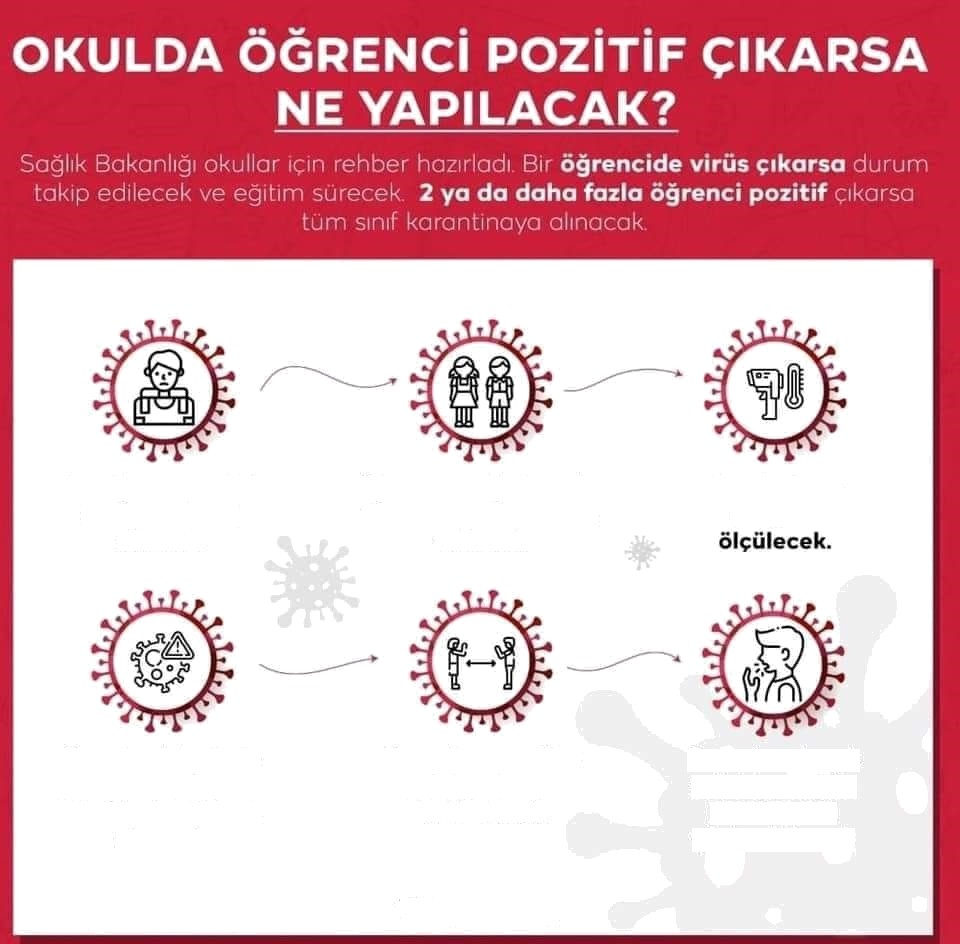 OKULDA ÖĞRENCİ POZİTİF ÇIKARSA
NE YAPILACAK?
Sağlık Bakanlığı okullar için rehber hazırladı. Bir öğrencide virüs çıkarsa durum
takip edilecek ve eğitim sürecek. 2 ya da daha fazla öğrenci pozitif çıkarsa
tüm sınıf karantinaya alınacak.
ölçülecek.